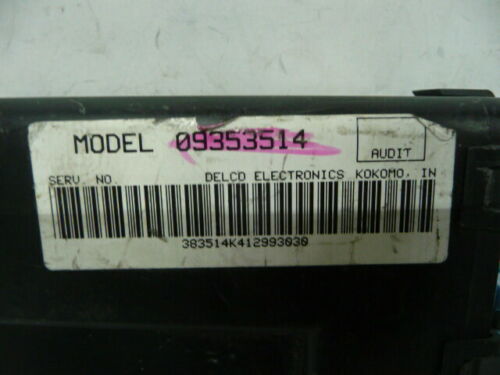 MODEL 09353514
AUDIT
SERV. NO DELCO ELECTRONICS KOKOMO, IN
383514K412993030